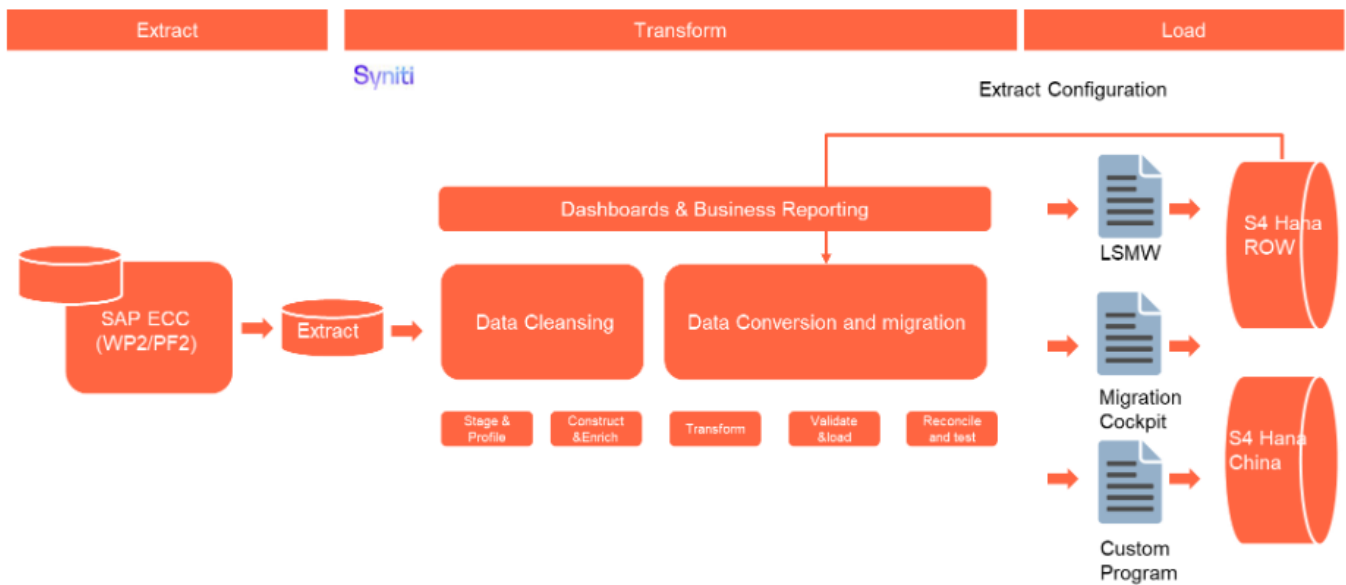 Extract
Transform
Load
Syniti
Extract Configuration
Dashboards & Business Reporting
LSMW
S4 Hana
ROW
SAP ECC
(WP2/PF2)
Extract
Data Cleansing
Data Conversion and migration
Migration
Cockpit
Stage &
Profile
Construct
&Enrich
Transform
Validate
&load
Reconcile
and test
S4 Hana
China
Custom
Program